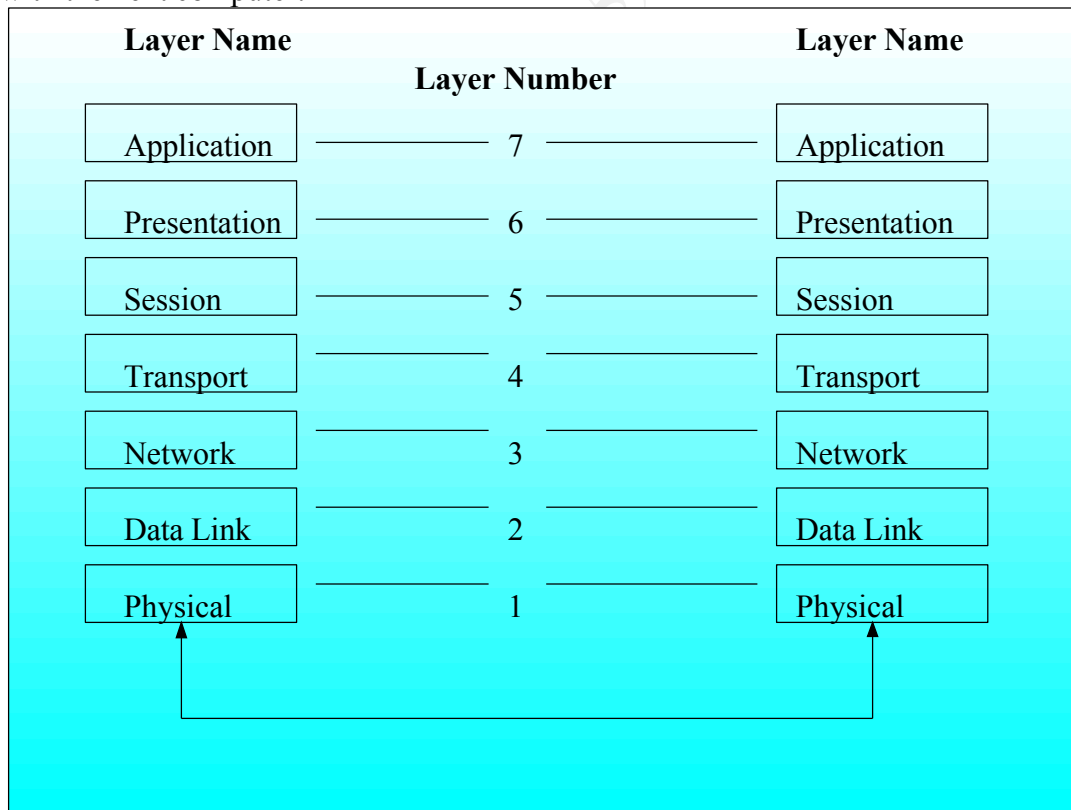 Layer Name Layer Name
Layer Number
Application 7 Application
Presentation 6 Presentation
Session 5 Session
Transport 4 Transport
Network 3 Network
Data Link 2 Data Link
Physical 1 Physical